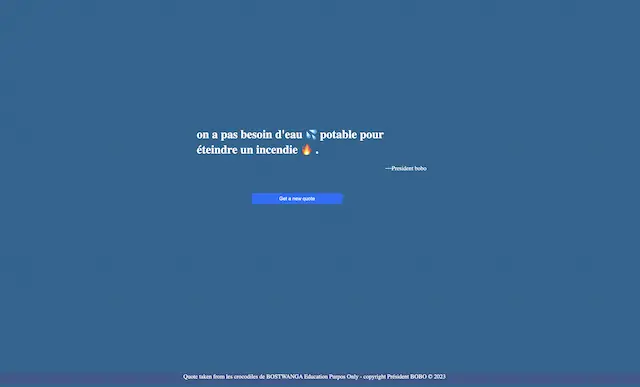 on a pas besoin d'eau 💦 potable pour
éteindre un incendie 🔥 .
—President bobo
Get a new quote
Quote taken from les crocodiles de BOSTWANGA Education Purpos Only - copyright Président BOBO © 2023